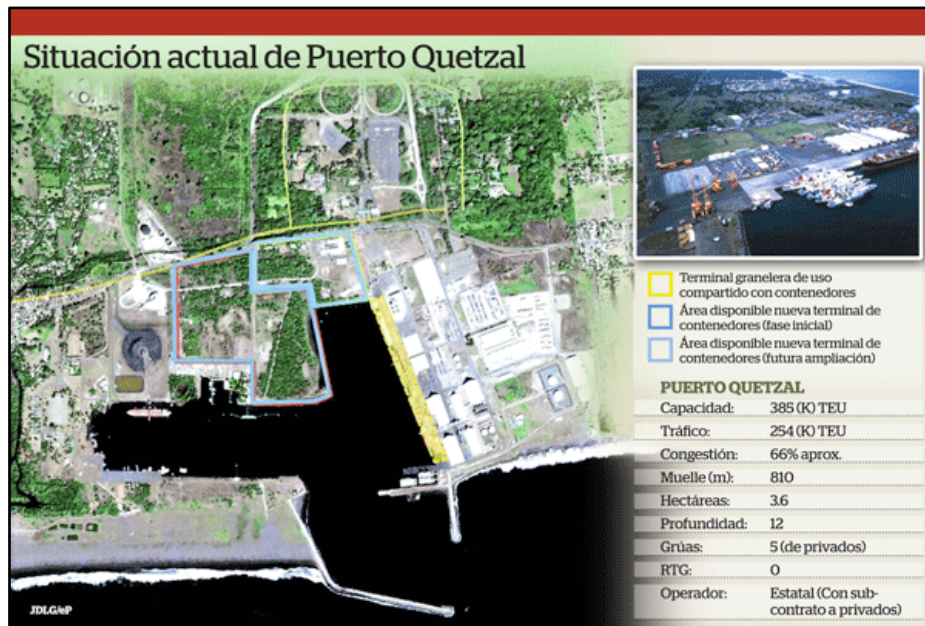 Situación actual de Puerto Quetzal
Terminal granelera de uso
compartido con contenedores
Área disponible nueva terminal de
contenedores (fase inicial)
Área disponible nueva terminal de
contenedores (futura ampliación)
PUERTO QUETZAL
Capacidad: 385 (K) TEU
Tráfico: 254 (K) TEU
Congestión: 66% aprox.
Muelle (m): 810
Hectáreas: 3.6
Profundidad: 12
Grúas: 5 (de privados)
RTG: 0
Operador: Estatal (Con sub-
contrato a privados)
JDLG/eP